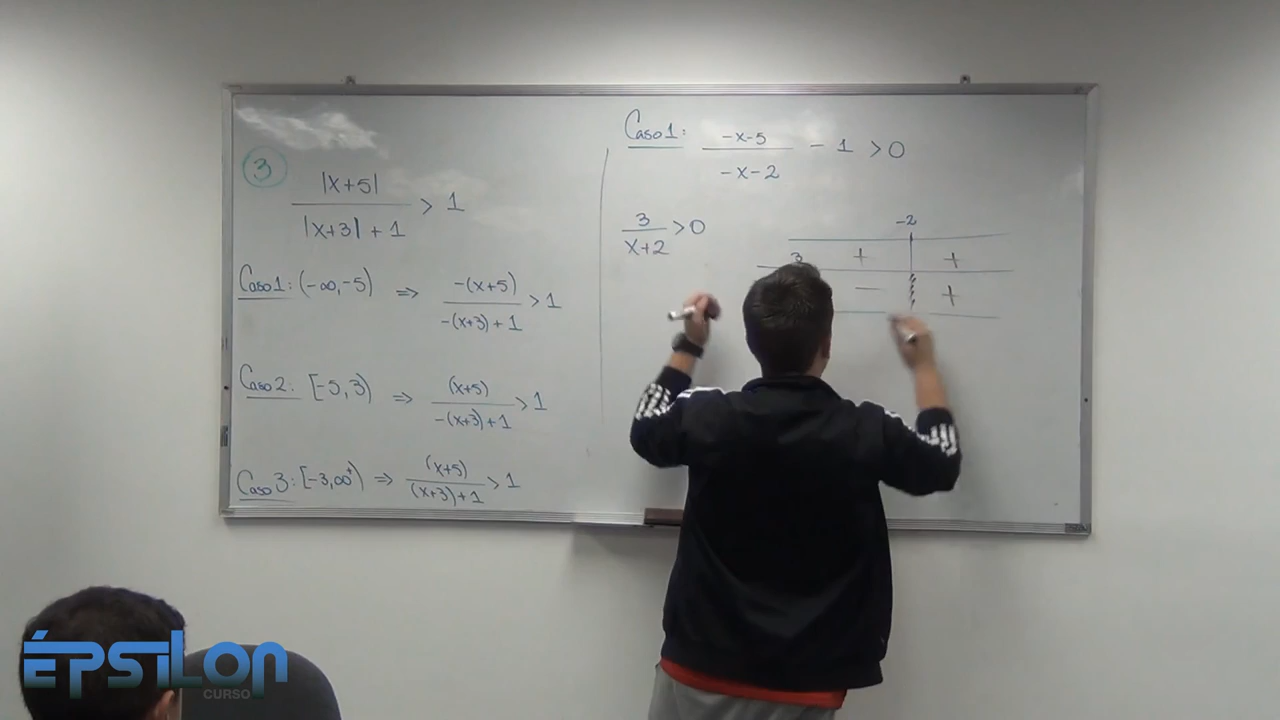 3
|x+5|
|x+3| + 1
> 1
Caso 1: (-∞, -5) ⇒ -(x+5)
-(x+3) + 1
> 1
Caso 2: [-5, 3) ⇒ (x+5)
-(x+3) + 1
> 1
Caso 3: [-3, ∞⁺) ⇒ (x+5)
(x+3) + 1
> 1
Caso 1: -x-5
-x-2
- 1 > 0
3
x+2
> 0
-2
3 + +
- +
ÉPSILON
CURSO